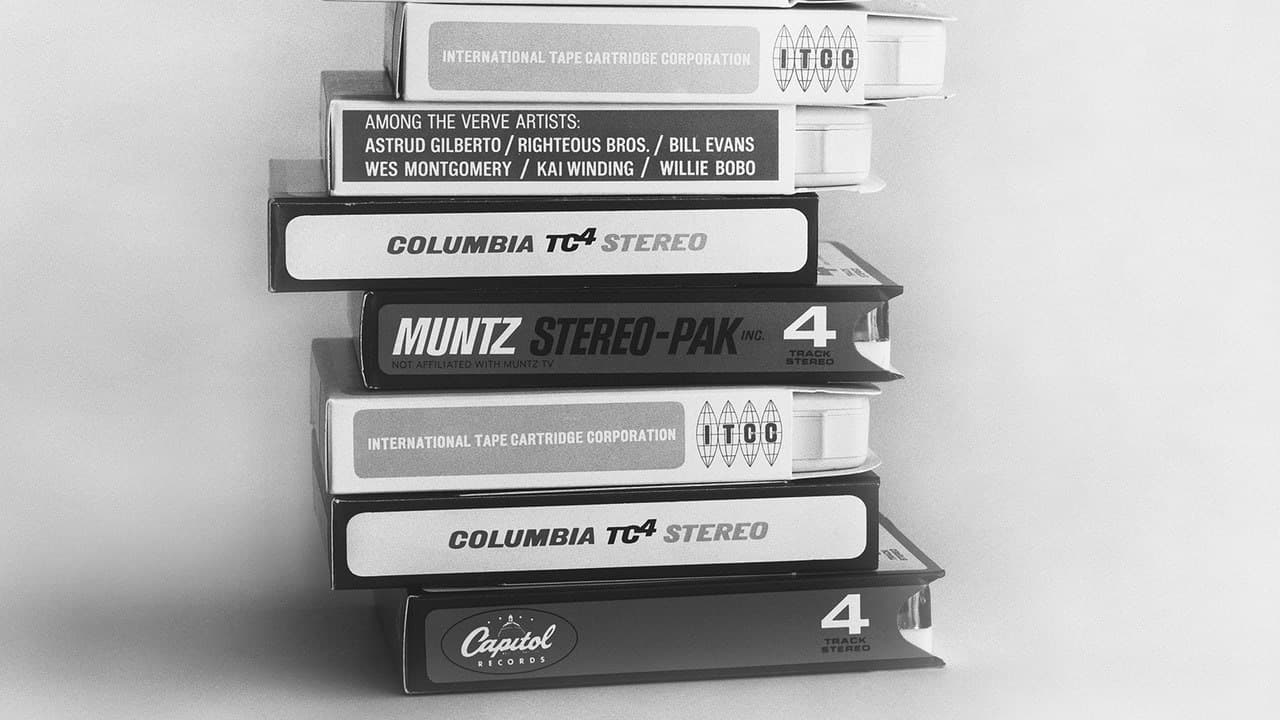 INTERNATIONAL TAPE CARTRIDGE CORPORATION
ITCC
AMONG THE VERVE ARTISTS:
ASTRUD GILBERTO / RIGHTEOUS BROS. / BILL EVANS
WES MONTGOMERY / KAI WINDING / WILLIE BOBO
COLUMBIA TC4 STEREO
MUNTZ STEREO-PAK INC.
NOT AFFILIATED WITH MUNTZ TV
4
TRACK
STEREO
INTERNATIONAL TAPE CARTRIDGE CORPORATION
ITCC
COLUMBIA TC4 STEREO
Capitol
RECORDS
4
TRACK
STEREO